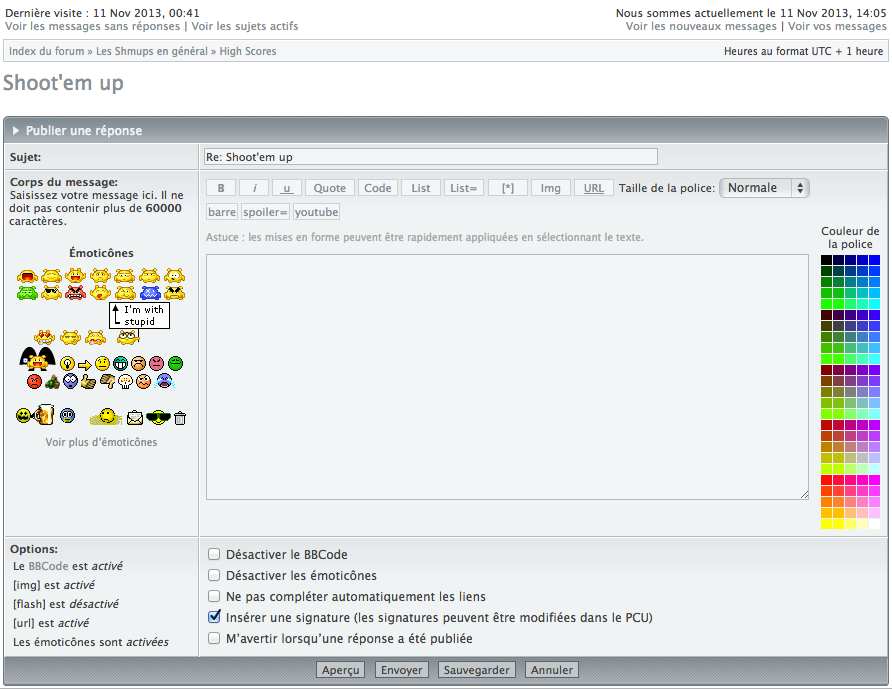 Dernière visite : 11 Nov 2013, 00:41
Nous sommes actuellement le 11 Nov 2013, 14:05
Voir les messages sans réponses | Voir les sujets actifs
Voir les nouveaux messages | Voir vos messages
Index du forum » Les Shmups en général » High Scores
Heures au format UTC + 1 heure
Shoot'em up
Publier une réponse
Sujet:
Re: Shoot'em up
Corps du message:
Saisissez votre message ici. Il ne
doit pas contenir plus de 60000
caractères.
Émoticônes
I'm with
stupid
Voir plus d'émoticônes
B i u Quote Code List List= [*] Img URL Taille de la police: Normale
barre spoiler= youtube
Astuce : les mises en forme peuvent être rapidement appliquées en sélectionnant le texte.
Couleur de
la police
Options:
Le BBCode est activé
[img] est activé
[flash] est désactivé
[url] est activé
Les émoticônes sont activées
Désactiver le BBCode
Désactiver les émoticônes
Ne pas compléter automatiquement les liens
Insérer une signature (les signatures peuvent être modifiées dans le PCU)
M'avertir lorsqu'une réponse a été publiée
Aperçu Envoyer Sauvegarder Annuler